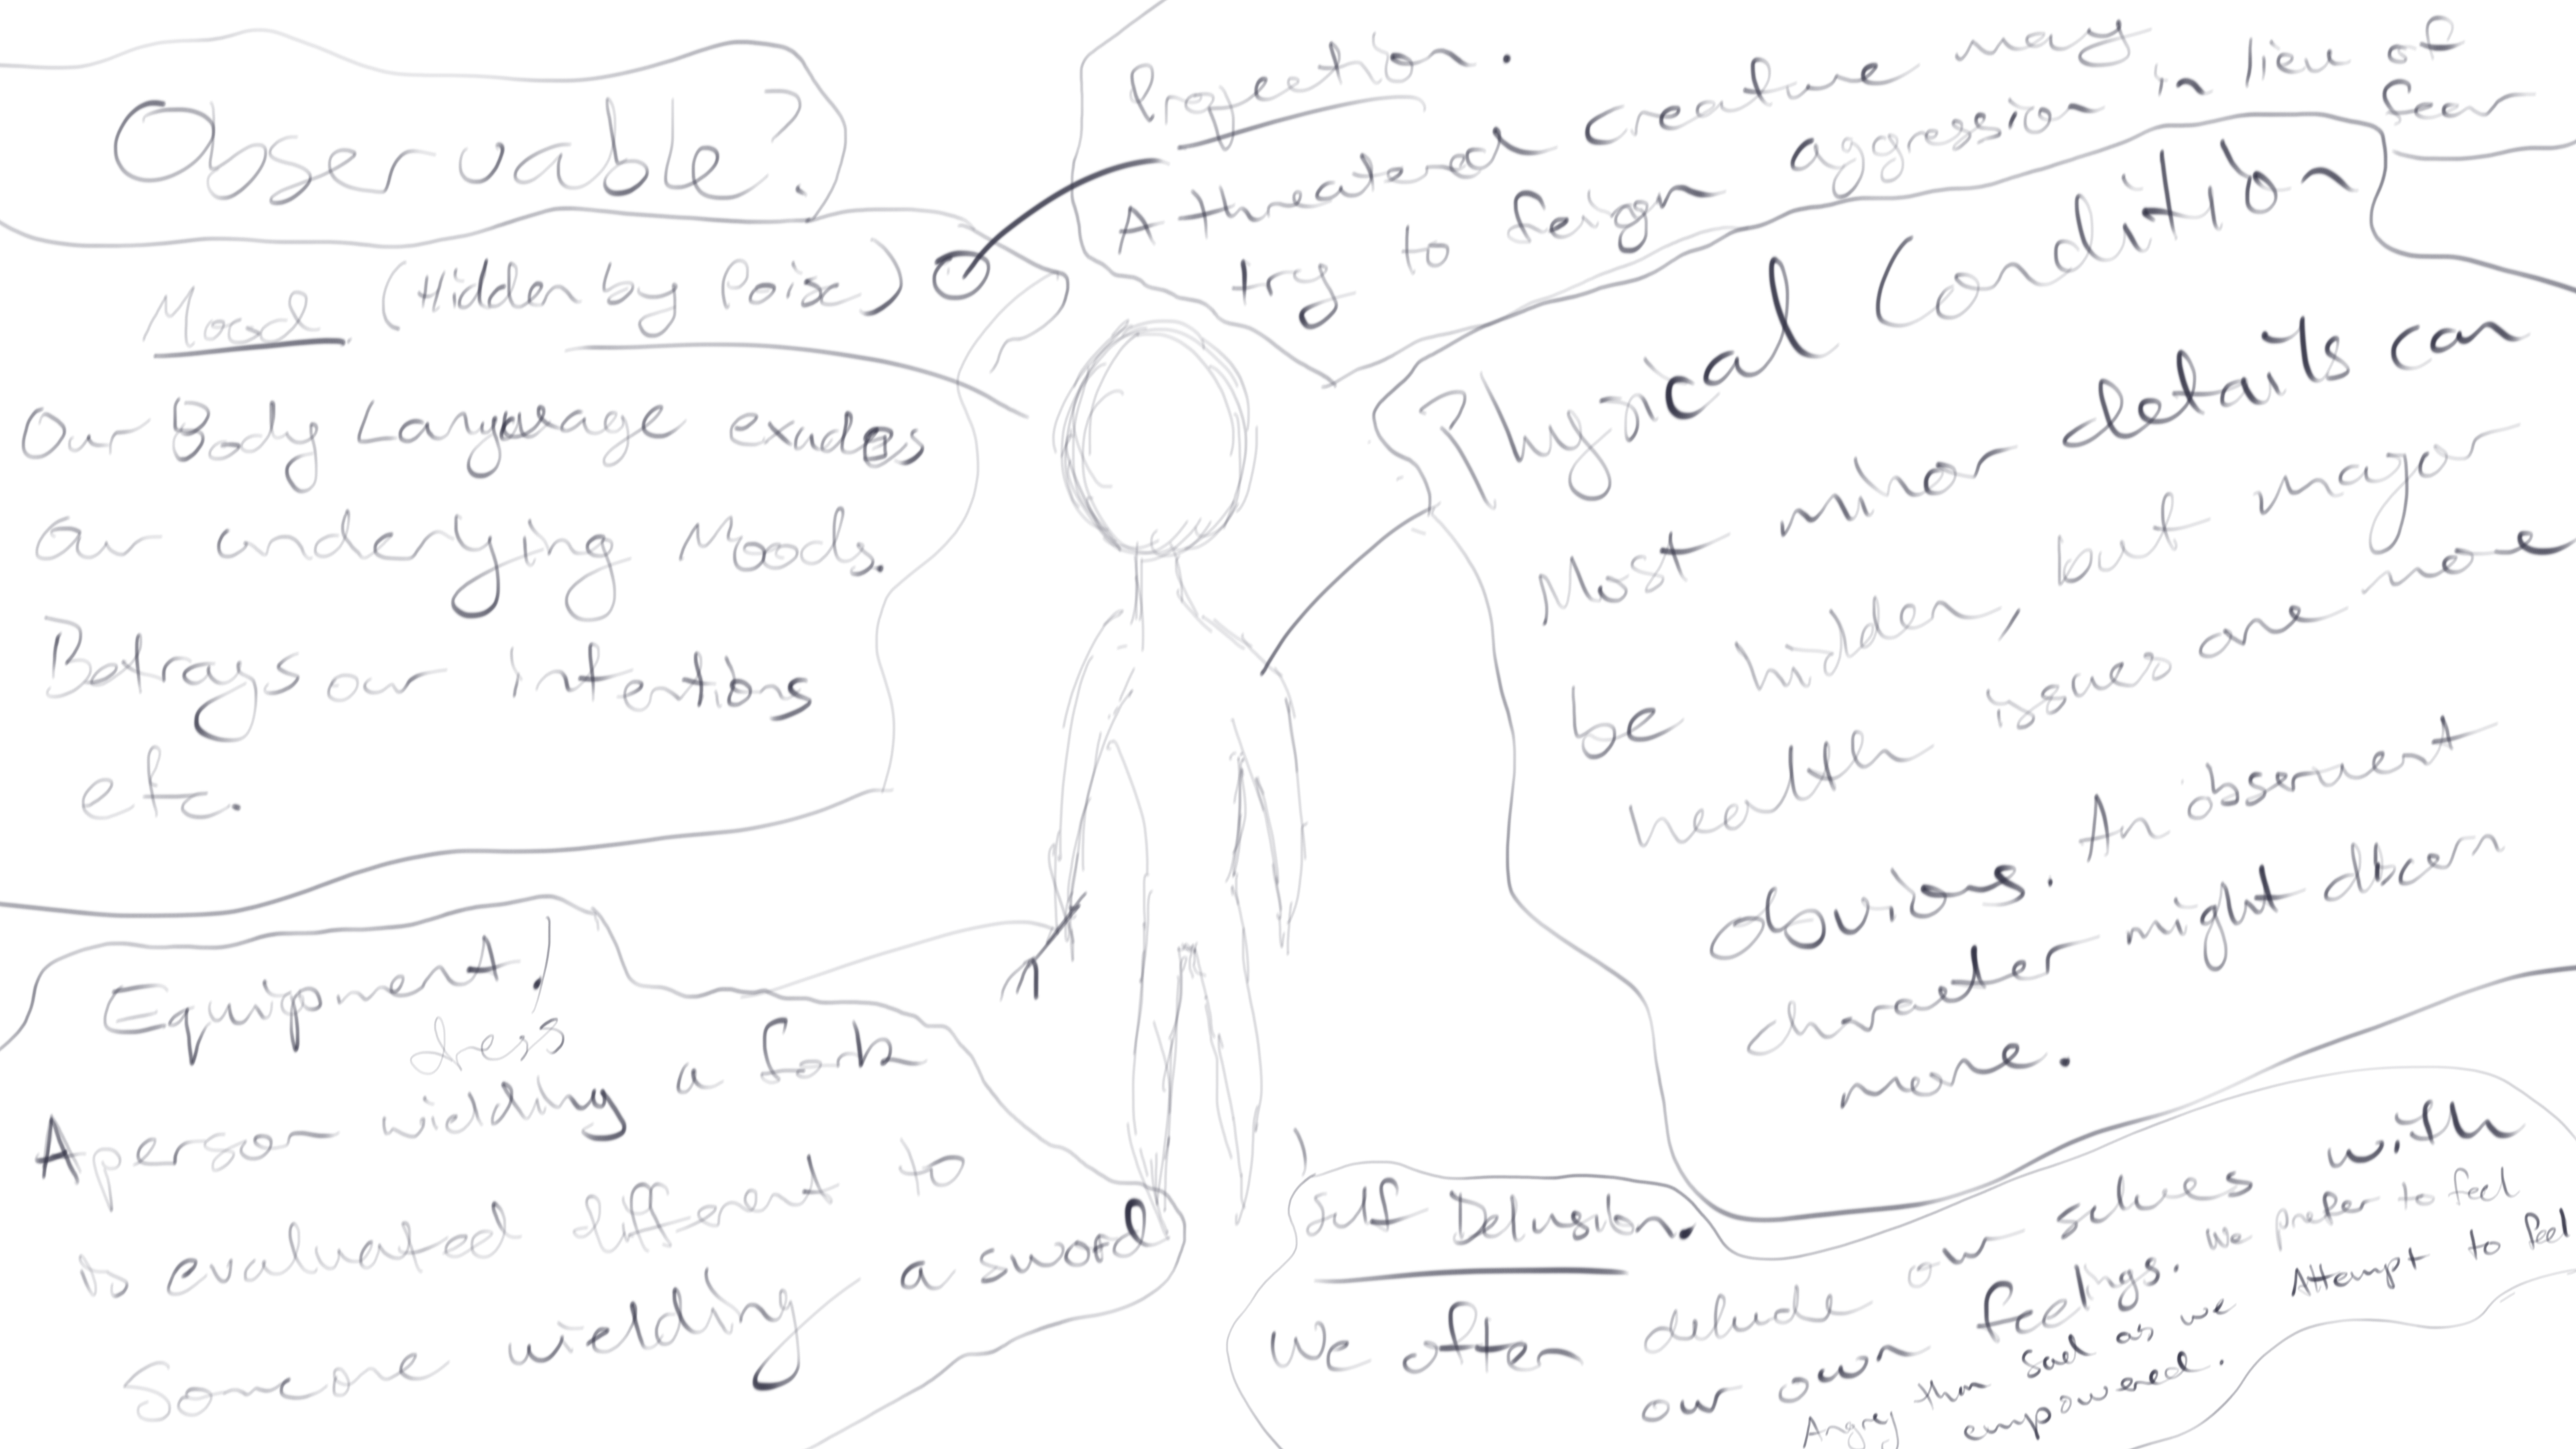 Observable?
Mood (Hidden by Poise)
Our Body Language exudes
our underlying Moods.
Betrays our intentions
etc.
Projection.
A threatend creature may
try to feign aggression in lieu of
fear
Physical Condition
Most minor details can
be hidden, but major
health issues are more
obvious. An observent
character might discern
more.
Equipment/
dress
A person wielding a fork
is evaluated different to
Someone wielding a sword
Self Delusion.
We often delude our selves with
our own feelings. We prefer to feel
Angry than sad as we Attempt to feel
empowered.